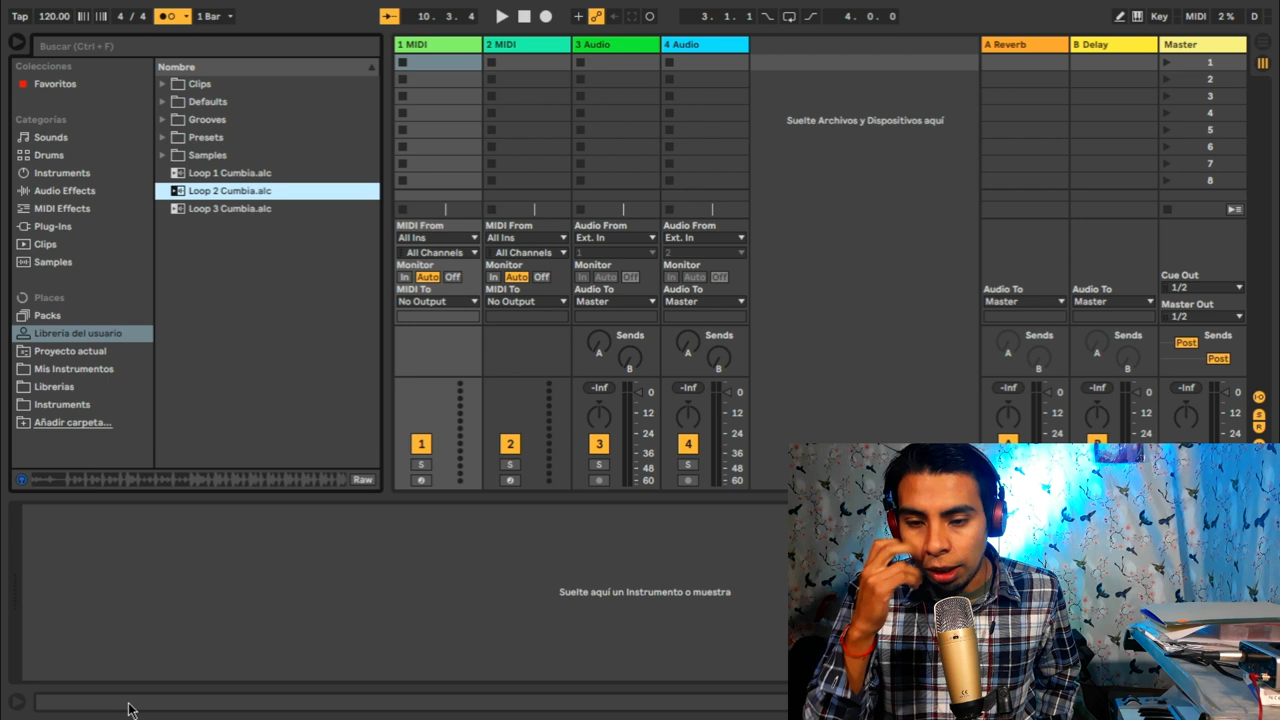 Tap 120.00 4 / 4 1 Bar 10. 3. 4 3. 1. 1 4. 0. 0 Key MIDI 2 % D
Buscar (Ctrl + F)
Colecciones
Favoritos
Categorías
Sounds
Drums
Instruments
Audio Effects
MIDI Effects
Plug-Ins
Clips
Samples
Places
Packs
Librería del usuario
Proyecto actual
Mis Instrumentos
Librerias
Instruments
Añadir carpeta...
Nombre
Clips
Defaults
Grooves
Presets
Samples
Loop 1 Cumbia.alc
Loop 2 Cumbia.alc
Loop 3 Cumbia.alc
Raw
1 MIDI 2 MIDI 3 Audio 4 Audio A Reverb B Delay Master
1
2
3
4
5
6
7
8
Suelte Archivos y Dispositivos aquí
MIDI From MIDI From Audio From Audio From
All Ins All Ins Ext. In Ext. In
All Channels All Channels 1 2
Monitor Monitor Monitor Monitor
In Auto Off In Auto Off In Auto Off In Auto Off
MIDI To MIDI To Audio To Audio To Audio To Audio To
No Output No Output Master Master Master Master
Cue Out
1/2
Master Out
1/2
Sends Sends Sends Sends Sends
A A A A Post
B B B B Post
-Inf -Inf -Inf -Inf -Inf
0 0 0 0 0
12 12 12 12 12
24 24 24 24 24
36 36
48 48
60 60
1 2 3 4
S S S S
Suelte aquí un Instrumento o muestra